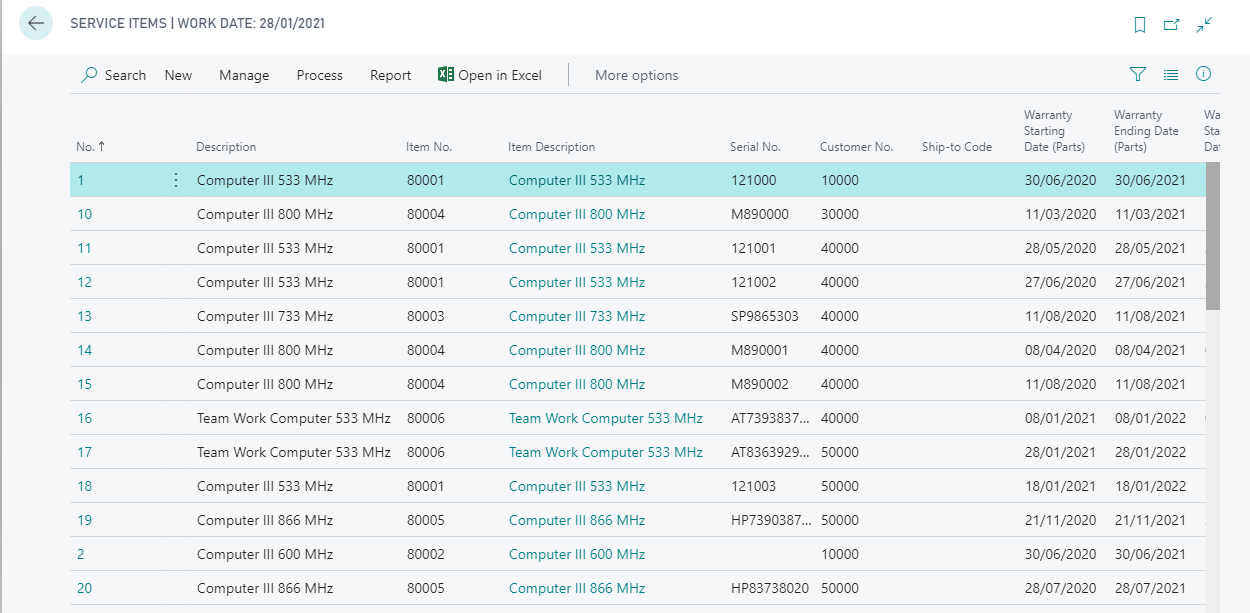 SERVICE ITEMS | WORK DATE: 28/01/2021
Search New Manage Process Report Open in Excel More options
No. ↑ Description Item No. Item Description Serial No. Customer No. Ship-to Code Warranty Starting Date (Parts) Warranty Ending Date (Parts) Wa Sta Dat
1 Computer III 533 MHz 80001 Computer III 533 MHz 121000 10000 30/06/2020 30/06/2021
10 Computer III 800 MHz 80004 Computer III 800 MHz M890000 30000 11/03/2020 11/03/2021
11 Computer III 533 MHz 80001 Computer III 533 MHz 121001 40000 28/05/2020 28/05/2021
12 Computer III 533 MHz 80001 Computer III 533 MHz 121002 40000 27/06/2020 27/06/2021
13 Computer III 733 MHz 80003 Computer III 733 MHz SP9865303 40000 11/08/2020 11/08/2021
14 Computer III 800 MHz 80004 Computer III 800 MHz M890001 40000 08/04/2020 08/04/2021
15 Computer III 800 MHz 80004 Computer III 800 MHz M890002 40000 11/08/2020 11/08/2021
16 Team Work Computer 533 MHz 80006 Team Work Computer 533 MHz AT7393837... 40000 08/01/2021 08/01/2022
17 Team Work Computer 533 MHz 80006 Team Work Computer 533 MHz AT8363929... 50000 28/01/2021 28/01/2022
18 Computer III 533 MHz 80001 Computer III 533 MHz 121003 50000 18/01/2021 18/01/2022
19 Computer III 866 MHz 80005 Computer III 866 MHz HP7390387... 50000 21/11/2020 21/11/2021
2 Computer III 600 MHz 80002 Computer III 600 MHz 10000 30/06/2020 30/06/2021
20 Computer III 866 MHz 80005 Computer III 866 MHz HP83738020 50000 28/07/2020 28/07/2021